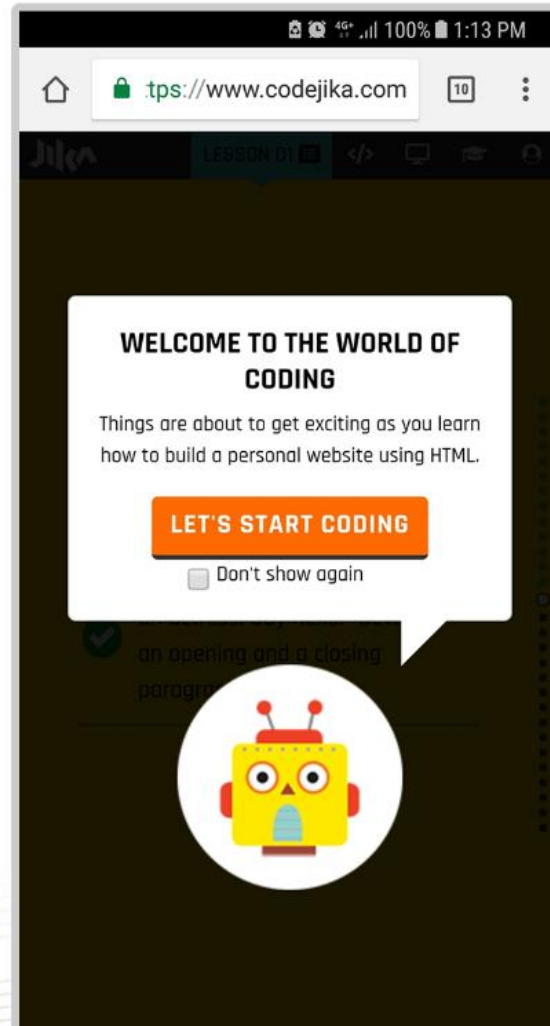 4G+ 100% 1:13 PM
tps://www.codejika.com 10
JIKA LESSON 01 </>
WELCOME TO THE WORLD OF
CODING
Things are about to get exciting as you learn
how to build a personal website using HTML.
LET'S START CODING
Don't show again
an opening and a closing